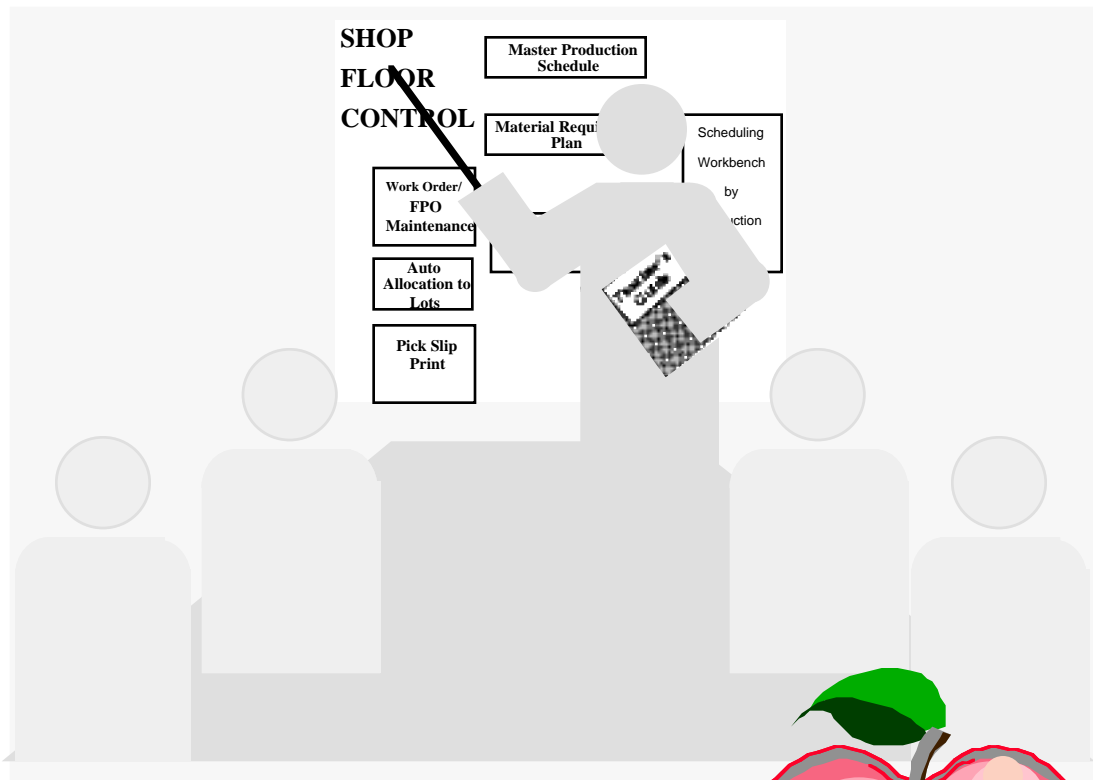 SHOP
FLOOR
CONTROL
Master Production
Schedule
Material
Plan
Scheduling
Workbench
by
Work Order/
FPO
Maintenance
Auto
Allocation to
Lots
Pick Slip
Print